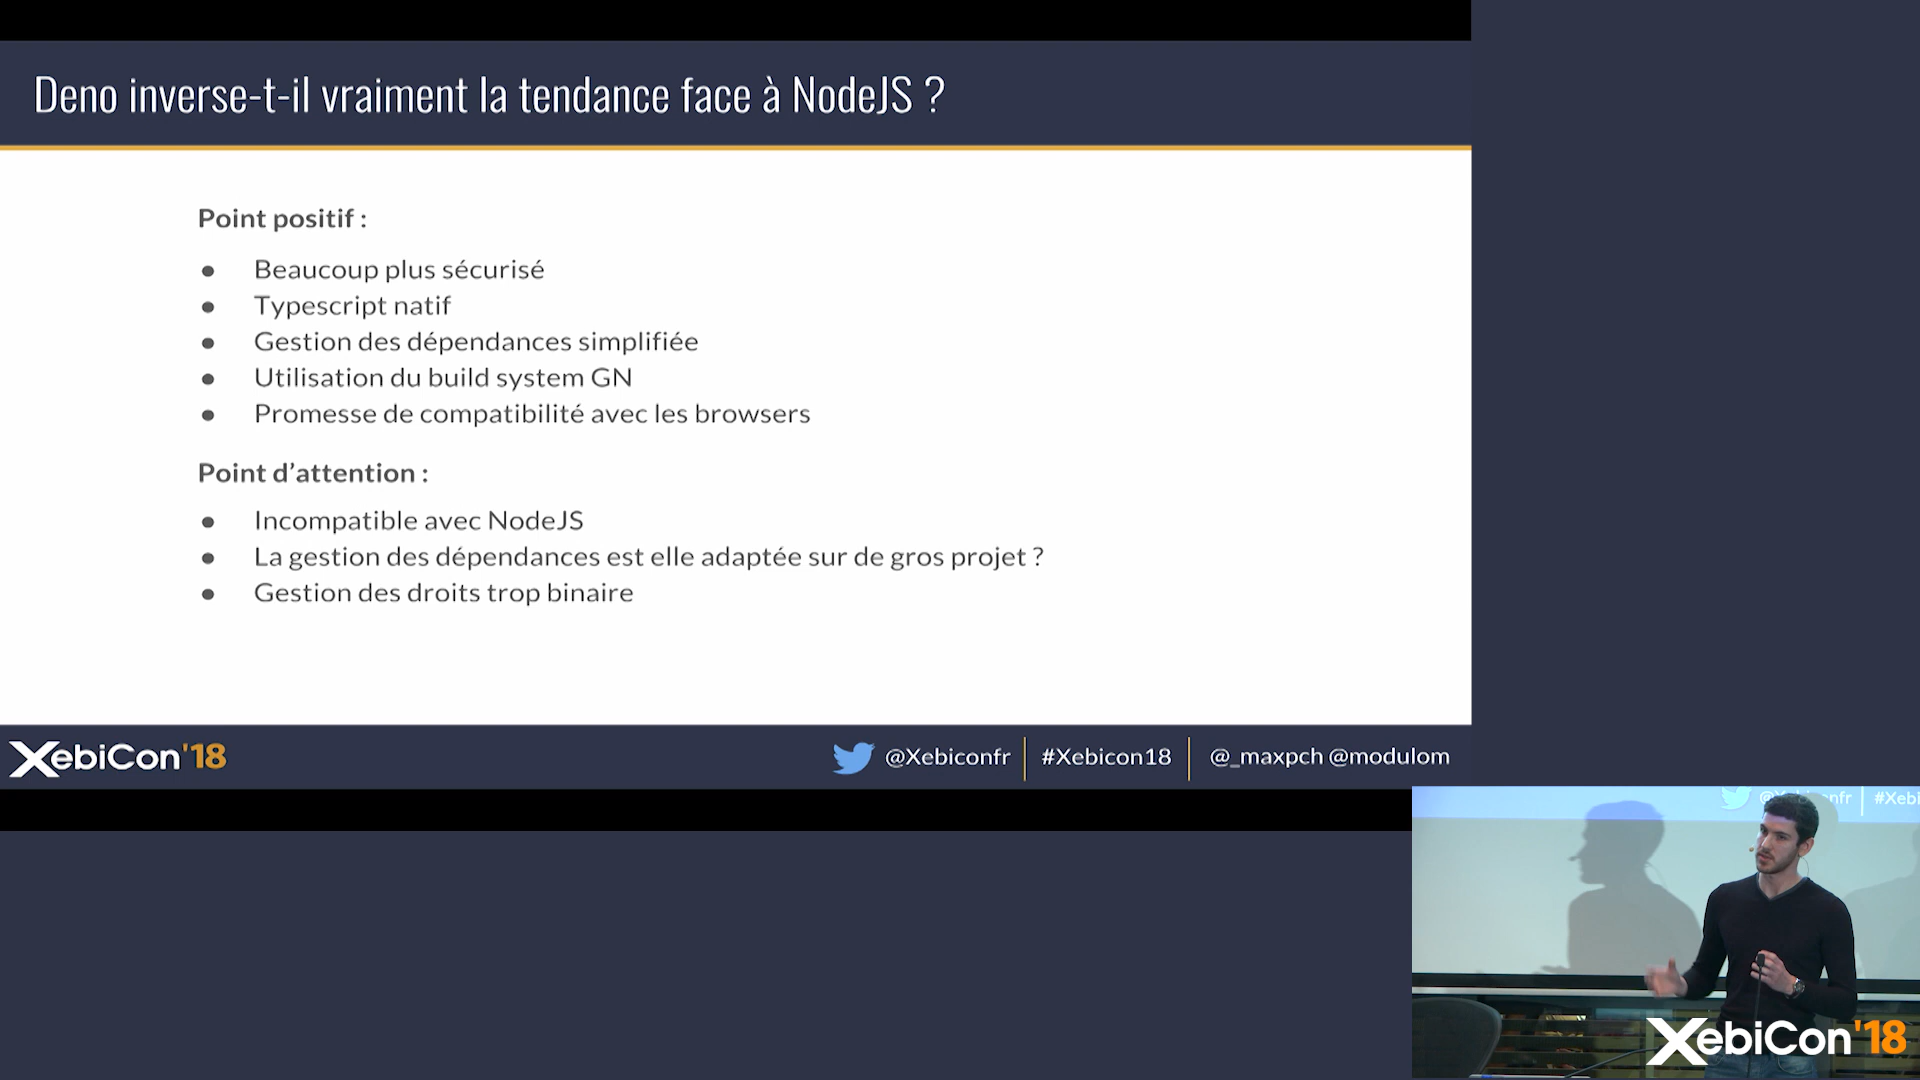 Deno inverse-t-il vraiment la tendance face à NodeJS ?
Point positif :
● Beaucoup plus sécurisé
● Typescript natif
● Gestion des dépendances simplifiée
● Utilisation du build system GN
● Promesse de compatibilité avec les browsers
Point d’attention :
● Incompatible avec NodeJS
● La gestion des dépendances est elle adaptée sur de gros projet ?
● Gestion des droits trop binaire
XebiCon'18
@Xebiconfr
#Xebicon18
@_maxpch @modulom
#Xebi
XebiCon'18